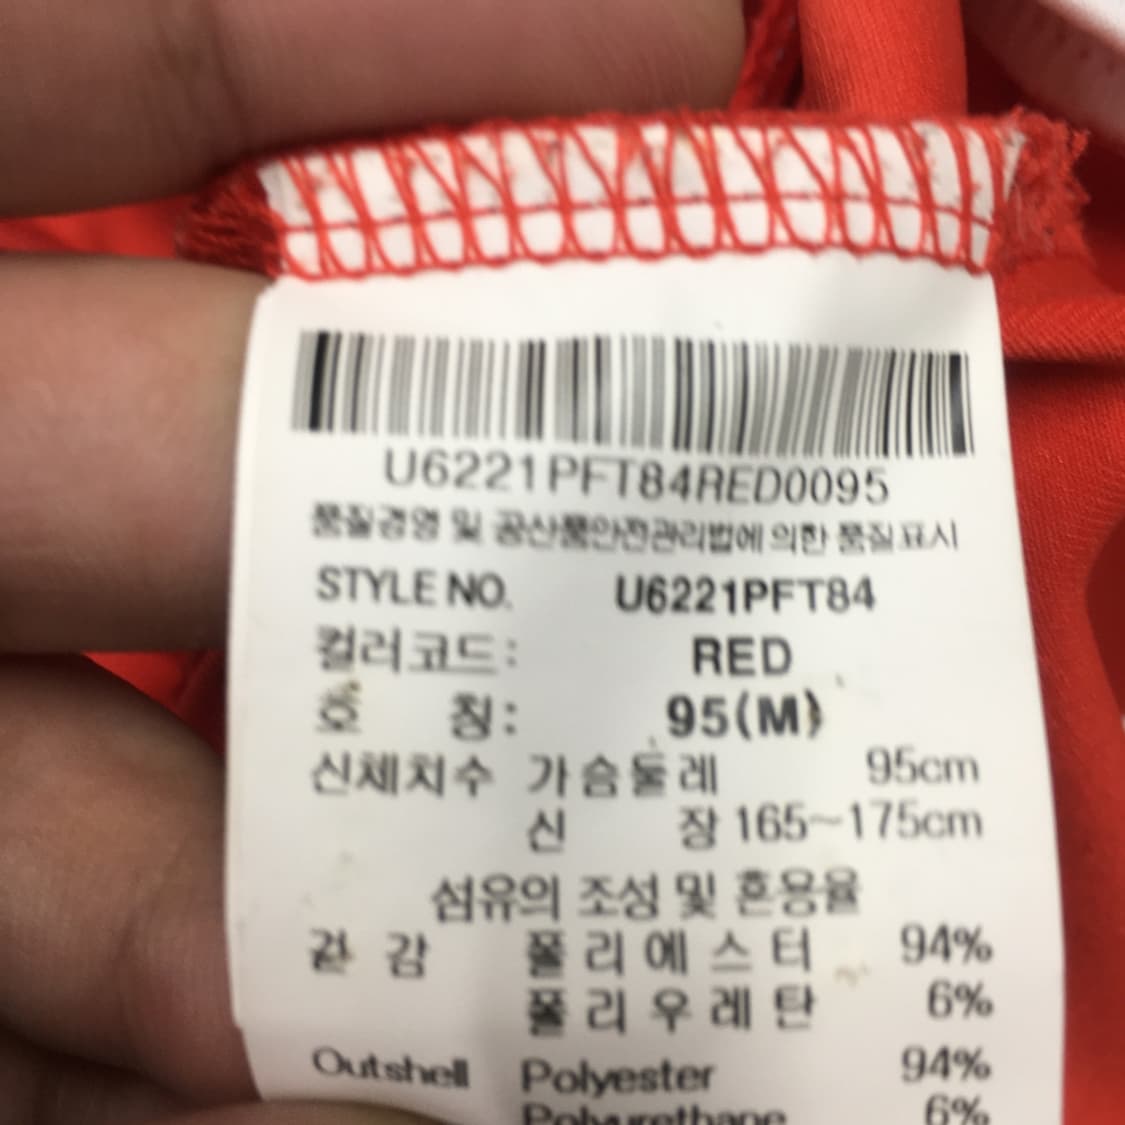 U6221PFT84RED0095
품질경영 및 공산품안전관리법에 의한 품질표시
STYLE NO. U6221PFT84
컬러코드: RED
호 칭: 95(M)
신체치수 가슴둘레 95cm
신 장 165~175cm
섬유의 조성 및 혼용율
겉 감 폴리에스터 94%
폴리우레탄 6%
Outshell Polyester 94%
Polyurethane 6%